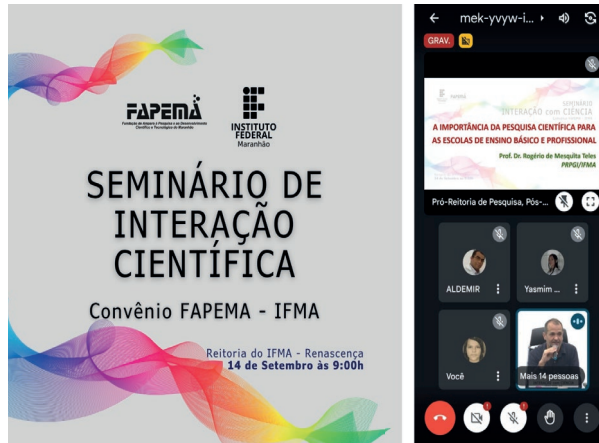 FAPEMA
Fundação de Amparo à Pesquisa e ao Desenvolvimento
Científico e Tecnológico do Maranhão
INSTITUTO
FEDERAL
Maranhão
SEMINÁRIO DE
INTERAÇÃO
CIENTÍFICA
Convênio FAPEMA - IFMA
Reitoria do IFMA - Renascença
14 de Setembro às 9:00h
mek-yvyw-i...
GRAV.
FAPEMA
SEMINÁRIO
INTERAÇÃO com CIÊNCIA
A IMPORTÂNCIA DA PESQUISA CIENTÍFICA PARA
AS ESCOLAS DE ENSINO BÁSICO E PROFISSIONAL
Prof. Dr. Rogério de Mesquita Teles
PRPGI/IFMA
Pró-Reitoria de Pesquisa, Pós-...
ALDEMIR
Yasmim ...
Você
Mais 14 pessoas